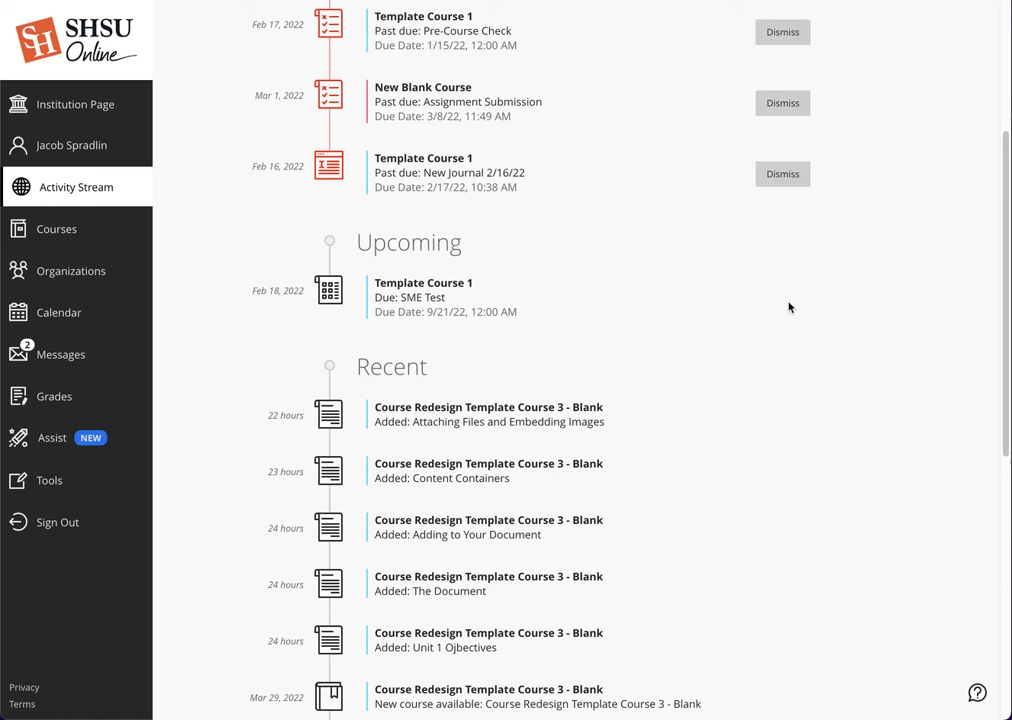 SHSU
SH
Online
Institution Page
Jacob Spradlin
Activity Stream
Courses
Organizations
Calendar
2
Messages
Grades
Assist NEW
Tools
Sign Out
Privacy
Terms
Feb 17, 2022
Template Course 1
Past due: Pre-Course Check
Due Date: 1/15/22, 12:00 AM
Dismiss
Mar 1, 2022
New Blank Course
Past due: Assignment Submission
Due Date: 3/8/22, 11:49 AM
Dismiss
Feb 16, 2022
Template Course 1
Past due: New Journal 2/16/22
Due Date: 2/17/22, 10:38 AM
Dismiss
Upcoming
Feb 18, 2022
Template Course 1
Due: SME Test
Due Date: 9/21/22, 12:00 AM
Recent
22 hours
Course Redesign Template Course 3 - Blank
Added: Attaching Files and Embedding Images
23 hours
Course Redesign Template Course 3 - Blank
Added: Content Containers
24 hours
Course Redesign Template Course 3 - Blank
Added: Adding to Your Document
24 hours
Course Redesign Template Course 3 - Blank
Added: The Document
24 hours
Course Redesign Template Course 3 - Blank
Added: Unit 1 Ojbectives
Mar 29, 2022
Course Redesign Template Course 3 - Blank
New course available: Course Redesign Template Course 3 - Blank